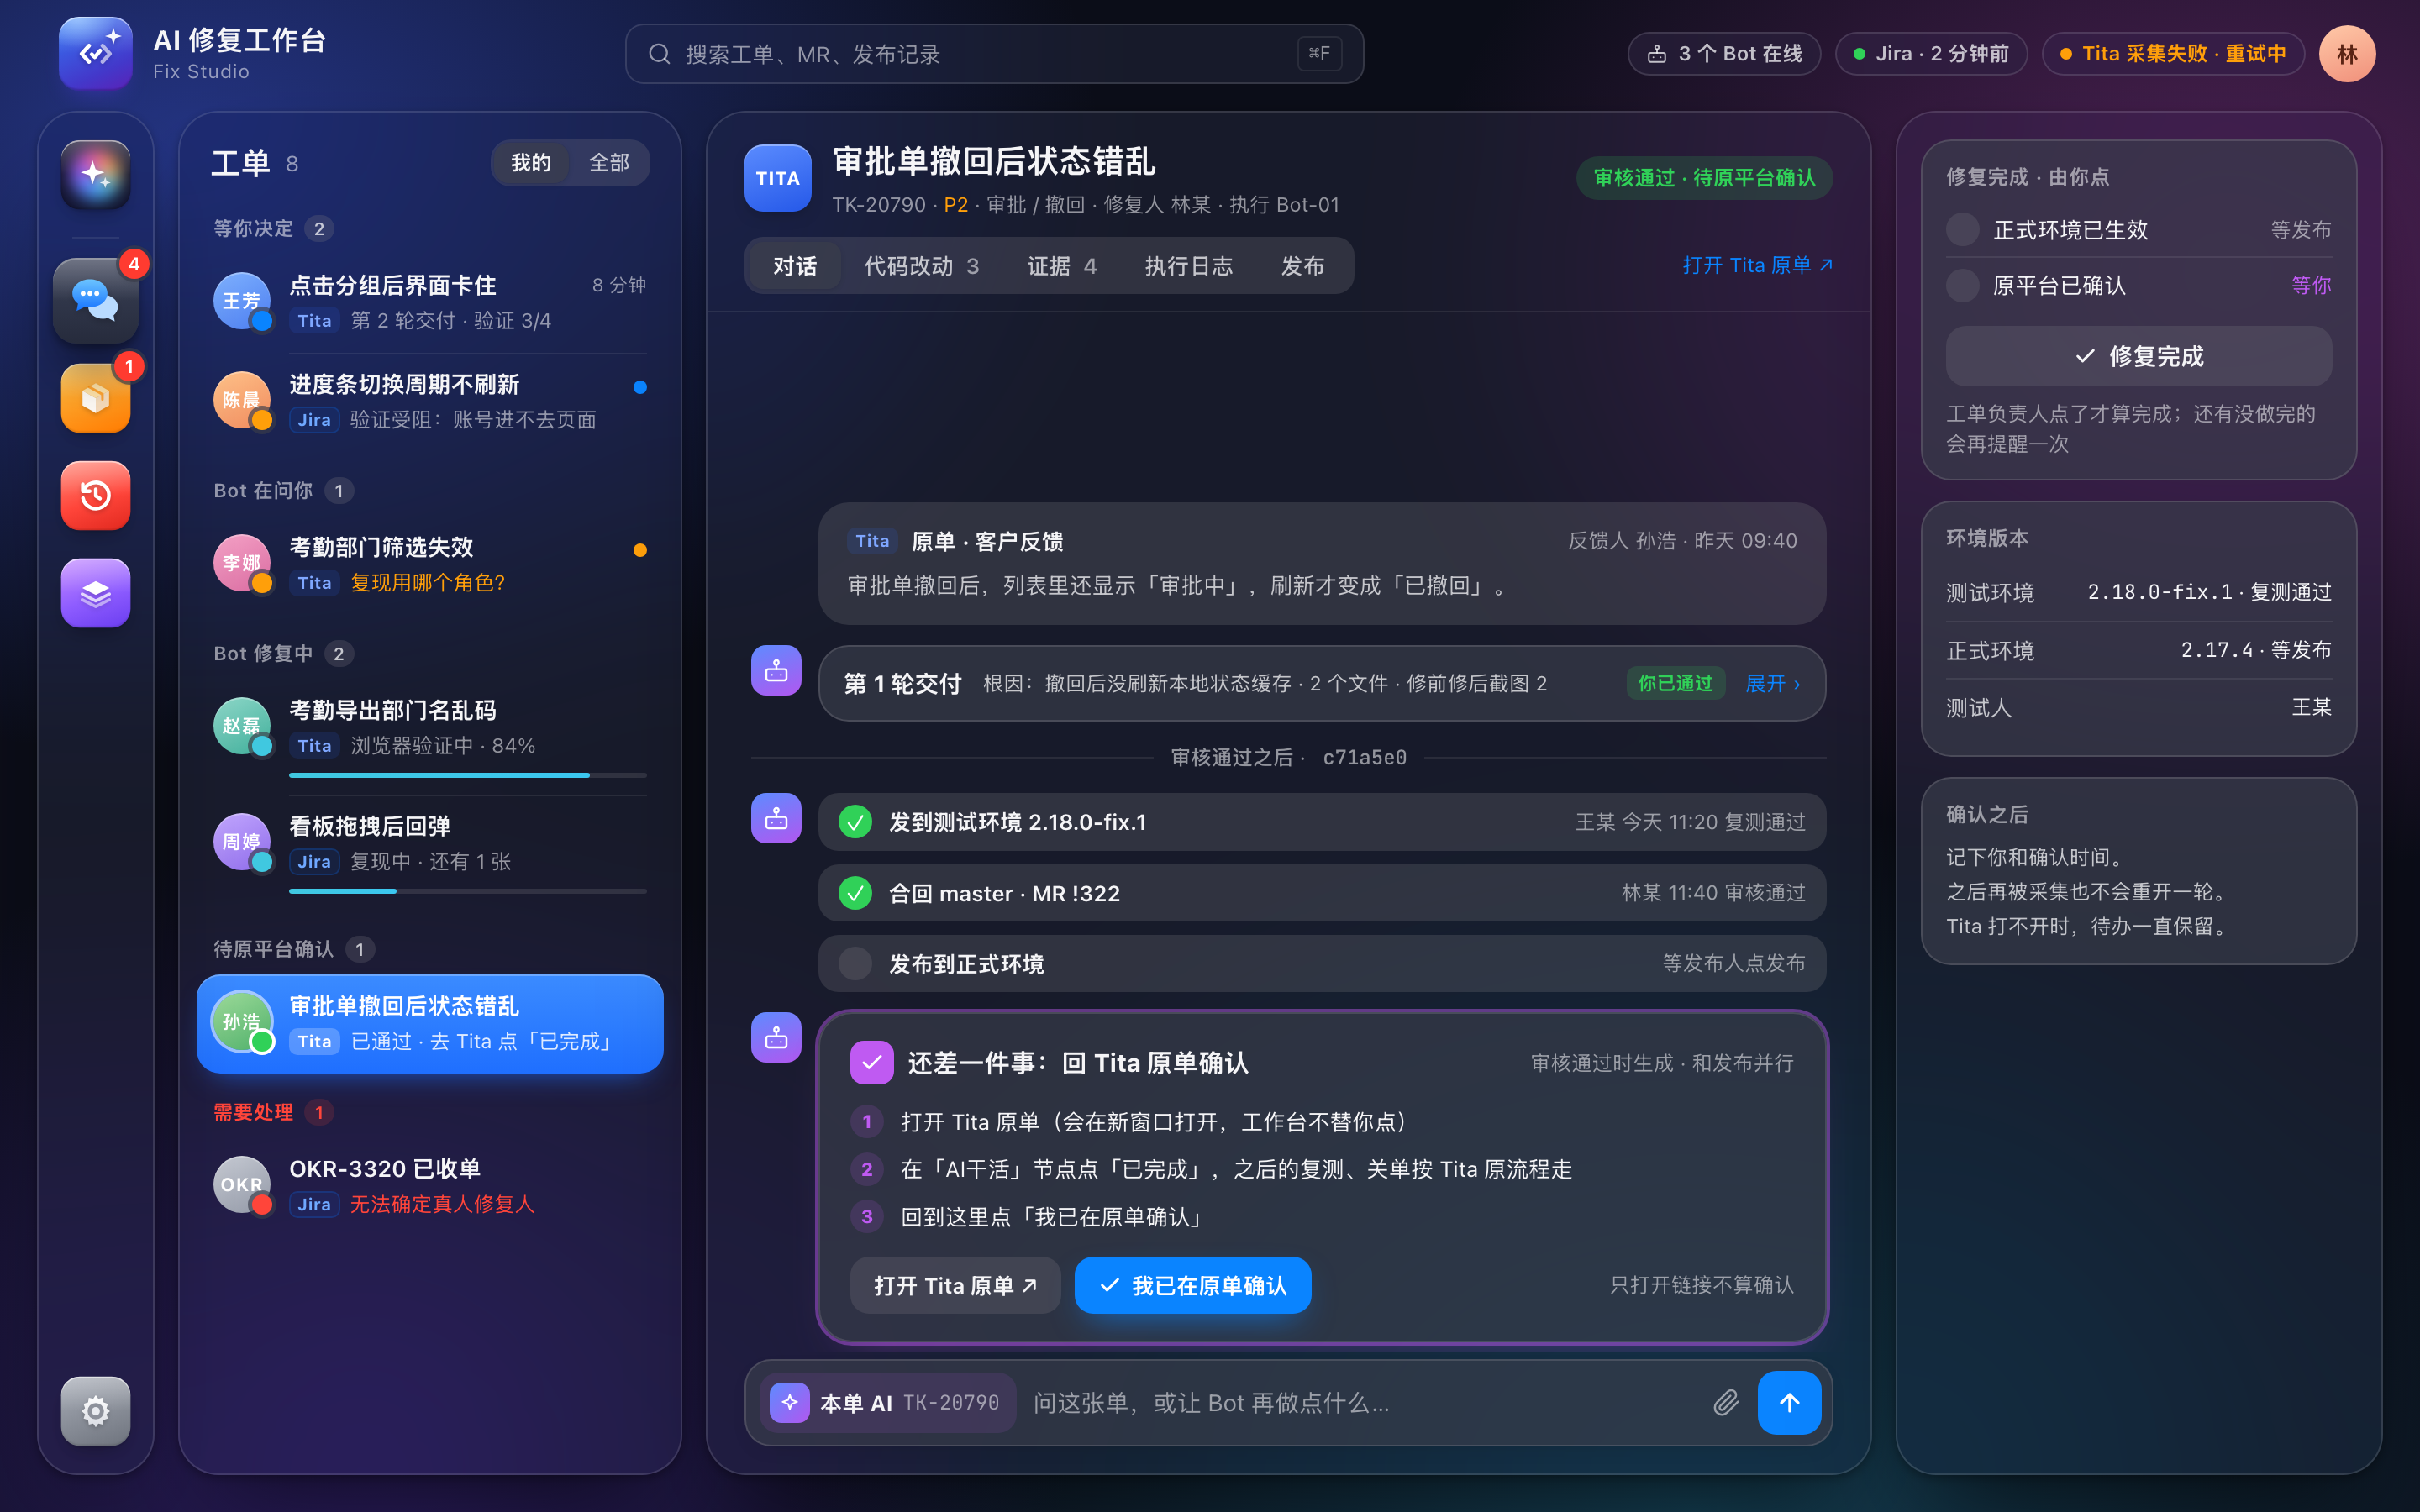 AI 修复工作台
Fix Studio
搜索工单、MR、发布记录
⌘F
3 个 Bot 在线
Jira · 2 分钟前
Tita 采集失败 · 重试中
林
4
1
工单 8
我的 全部
等你决定 2
王芳
点击分组后界面卡住
8 分钟
Tita 第 2 轮交付 · 验证 3/4
陈晨
进度条切换周期不刷新
Jira 验证受阻：账号进不去页面
Bot 在问你 1
李娜
考勤部门筛选失效
Tita 复现用哪个角色？
Bot 修复中 2
赵磊
考勤导出部门名乱码
Tita 浏览器验证中 · 84%
周婷
看板拖拽后回弹
Jira 复现中 · 还有 1 张
待原平台确认 1
孙浩
审批单撤回后状态错乱
Tita 已通过 · 去 Tita 点「已完成」
需要处理 1
OKR
OKR-3320 已收单
Jira 无法确定真人修复人
TITA
审批单撤回后状态错乱
TK-20790 · P2 · 审批 / 撤回 · 修复人 林某 · 执行 Bot-01
审核通过 · 待原平台确认
对话 代码改动 3 证据 4 执行日志 发布
打开 Tita 原单 ↗
Tita 原单 · 客户反馈
反馈人 孙浩 · 昨天 09:40
审批单撤回后，列表里还显示「审批中」，刷新才变成「已撤回」。
第 1 轮交付 根因：撤回后没刷新本地状态缓存 · 2 个文件 · 修前修后截图 2
你已通过 展开 ›
审核通过之后 · c71a5e0
发到测试环境 2.18.0-fix.1
王某 今天 11:20 复测通过
合回 master · MR !322
林某 11:40 审核通过
发布到正式环境
等发布人点发布
还差一件事：回 Tita 原单确认
审核通过时生成 · 和发布并行
1 打开 Tita 原单（会在新窗口打开，工作台不替你点）
2 在「AI干活」节点点「已完成」，之后的复测、关单按 Tita 原流程走
3 回到这里点「我已在原单确认」
打开 Tita 原单 ↗
我已在原单确认
只打开链接不算确认
本单 AI TK-20790 问这张单，或让 Bot 再做点什么…
修复完成 · 由你点
正式环境已生效 等发布
原平台已确认 等你
修复完成
工单负责人点了才算完成；还有没做完的
会再提醒一次
环境版本
测试环境 2.18.0-fix.1 · 复测通过
正式环境 2.17.4 · 等发布
测试人 王某
确认之后
记下你和确认时间。
之后再被采集也不会重开一轮。
Tita 打不开时，待办一直保留。